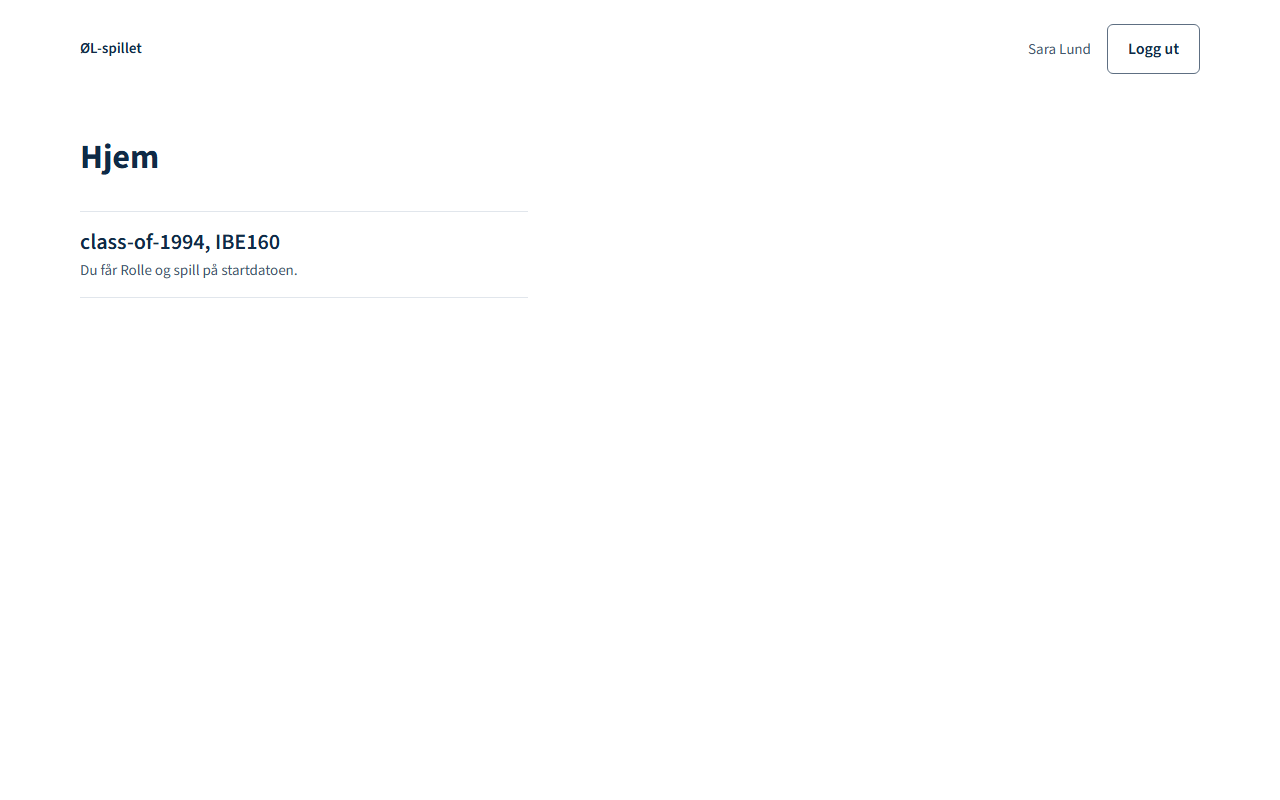 ØL-spillet
Sara Lund
Logg ut
Hjem
class-of-1994, IBE160
Du får Rolle og spill på startdatoen.